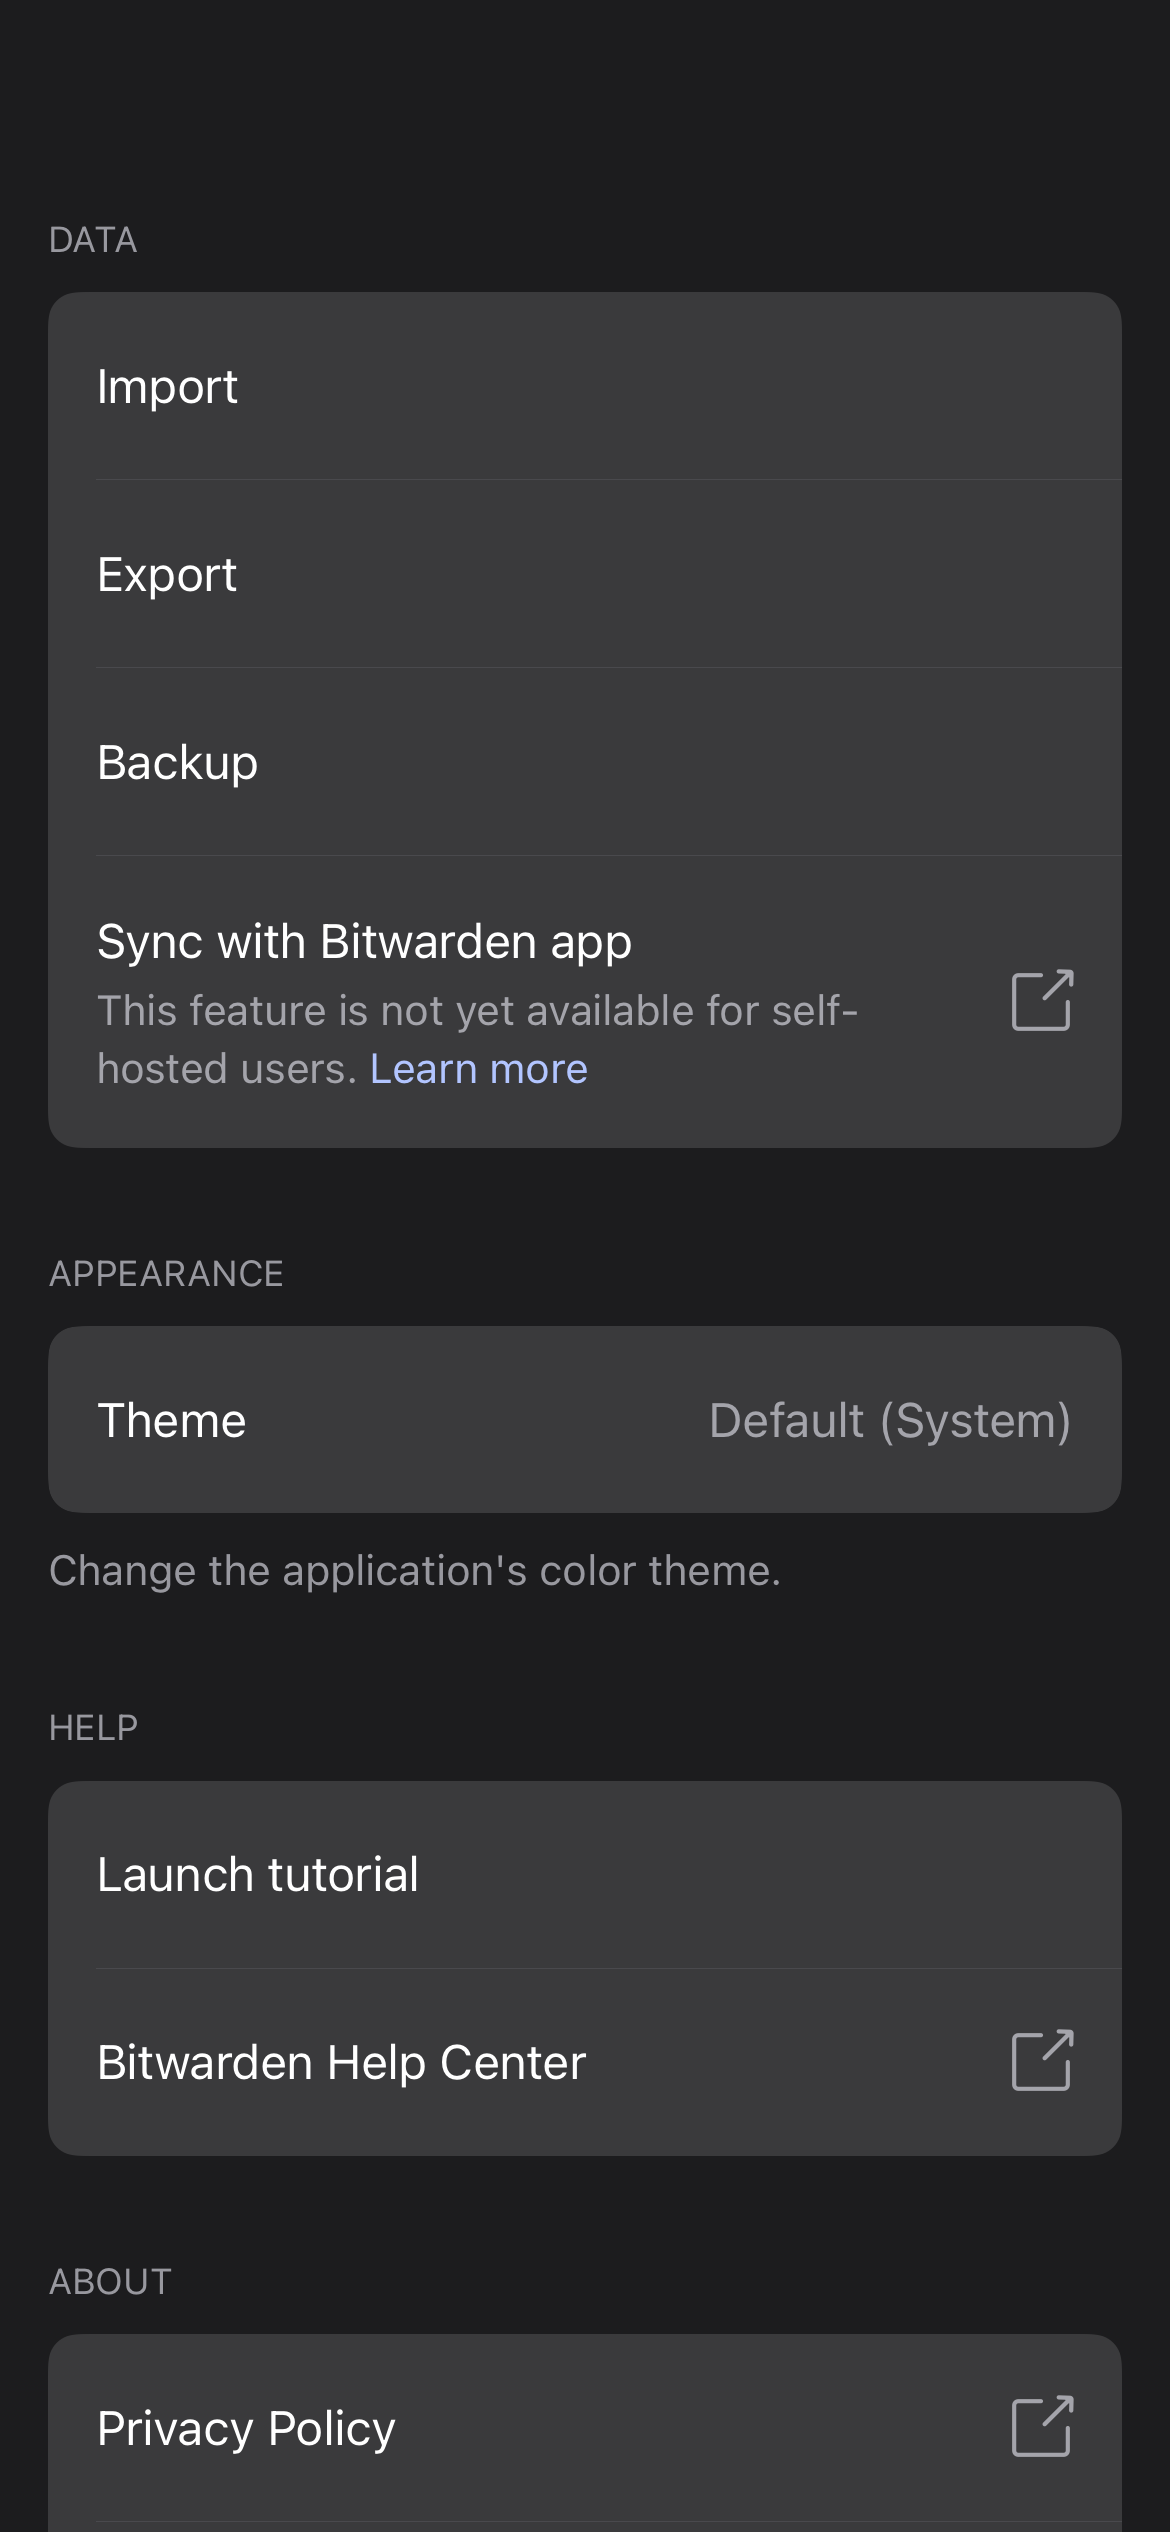 DATA
Import
Export
Backup
Sync with Bitwarden app
This feature is not yet available for self-
hosted users. Learn more
APPEARANCE
Theme Default (System)
Change the application's color theme.
HELP
Launch tutorial
Bitwarden Help Center
ABOUT
Privacy Policy